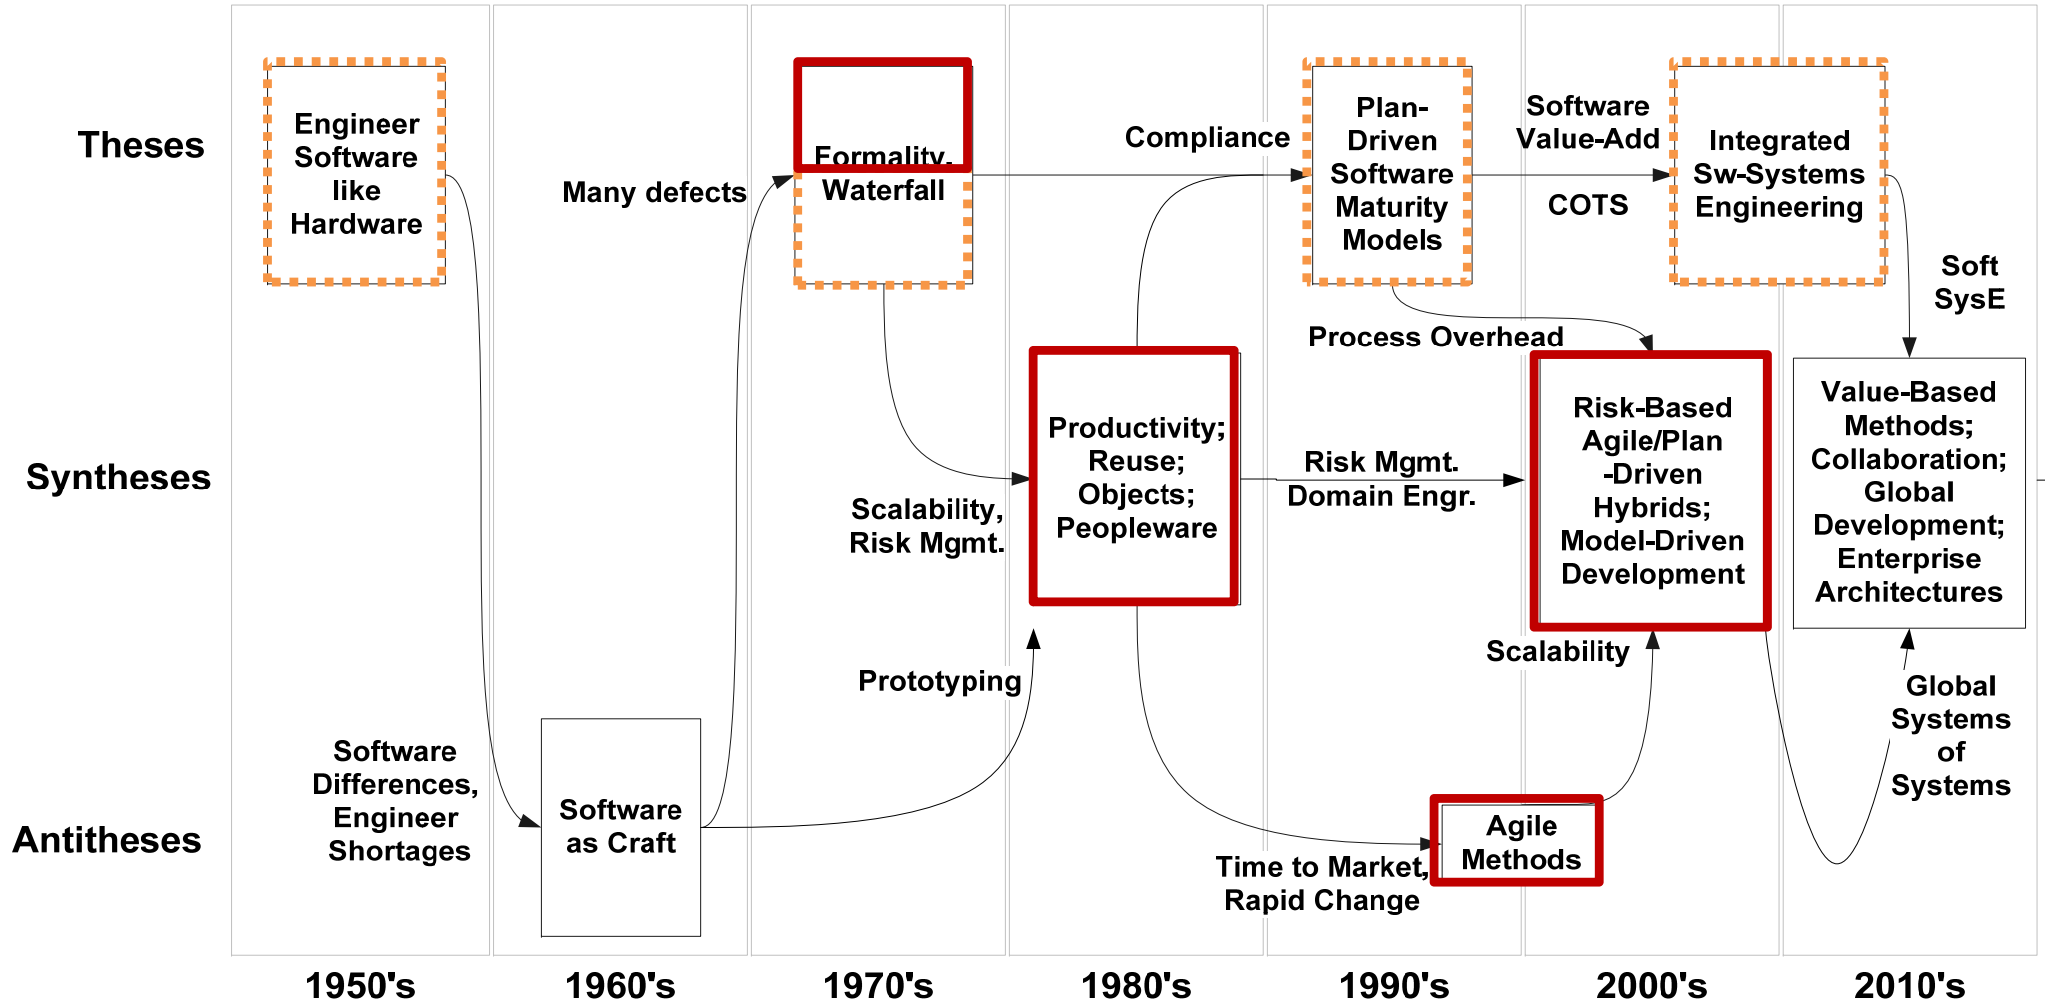 Theses
Syntheses
Antitheses
Engineer
Software
like
Hardware
Software
Differences,
Engineer
Shortages
Software
as Craft
Many defects
Formality,
Waterfall
Scalability,
Risk Mgmt.
Prototyping
Compliance
Productivity;
Reuse;
Objects;
Peopleware
Time to Market,
Rapid Change
Plan-
Driven
Software
Maturity
Models
Process Overhead
Risk Mgmt.
Domain Engr.
Agile
Methods
Software
Value-Add
COTS
Integrated
Sw-Systems
Engineering
Risk-Based
Agile/Plan
-Driven
Hybrids;
Model-Driven
Development
Scalability
Soft
SysE
Value-Based
Methods;
Collaboration;
Global
Development;
Enterprise
Architectures
Global
Systems
of
Systems
1950's
1960's
1970's
1980's
1990's
2000's
2010's